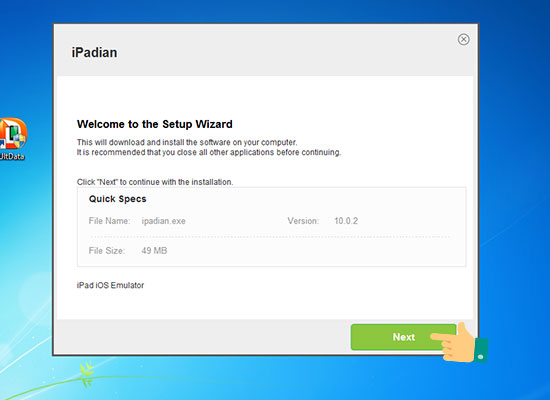 iPadian
Welcome to the Setup Wizard
This will download and install the software on your computer.
It is recommended that you close all other applications before continuing.
UitData
Click "Next" to continue with the installation.
Quick Specs
File Name: ipadian.exe Version: 10.0.2
File Size: 49 MB
iPad iOS Emulator
Next